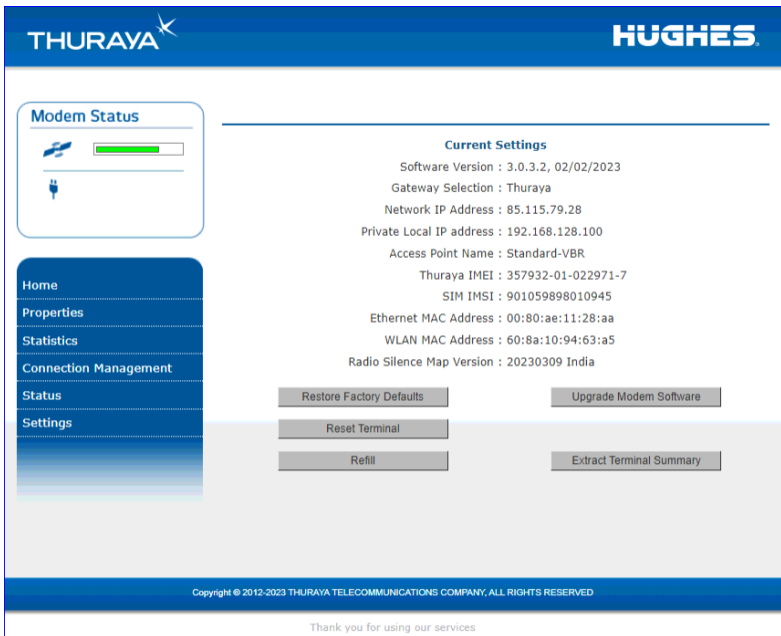 THURAYA
HUGHES.
Modem Status
Current Settings
Software Version : 3.0.3.2, 02/02/2023
Gateway Selection : Thuraya
Network IP Address : 85.115.79.28
Private Local IP address : 192.168.128.100
Access Point Name : Standard-VBR
Thuraya IMEI : 357932-01-022971-7
SIM IMSI : 901059898010945
Ethernet MAC Address : 00:80:ae:11:28:aa
WLAN MAC Address : 60:8a:10:94:63:a5
Radio Silence Map Version : 20230309 India
Home
Properties
Statistics
Connection Management
Status
Settings
Restore Factory Defaults
Upgrade Modem Software
Reset Terminal
Refill
Extract Terminal Summary
Copyright © 2012-2023 THURAYA TELECOMMUNICATIONS COMPANY, ALL RIGHTS RESERVED
Thank you for using our services